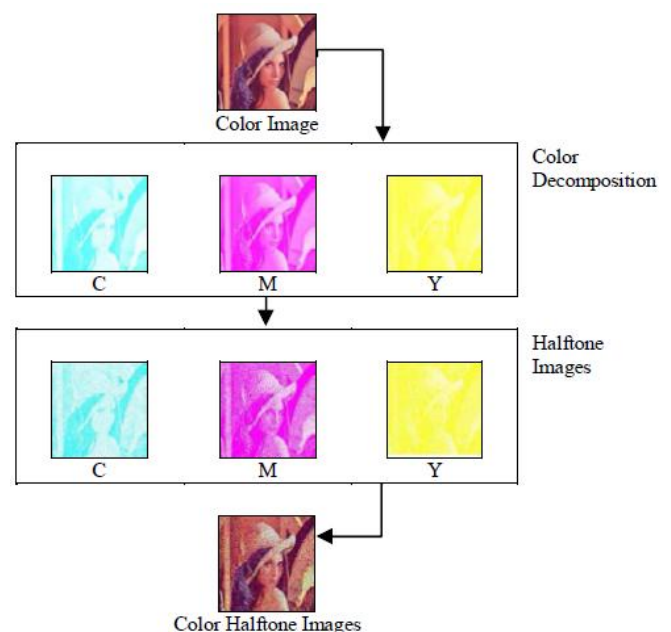 Color Image
Color
Decomposition
C M Y
Halftone
Images
C M Y
Color Halftone Images